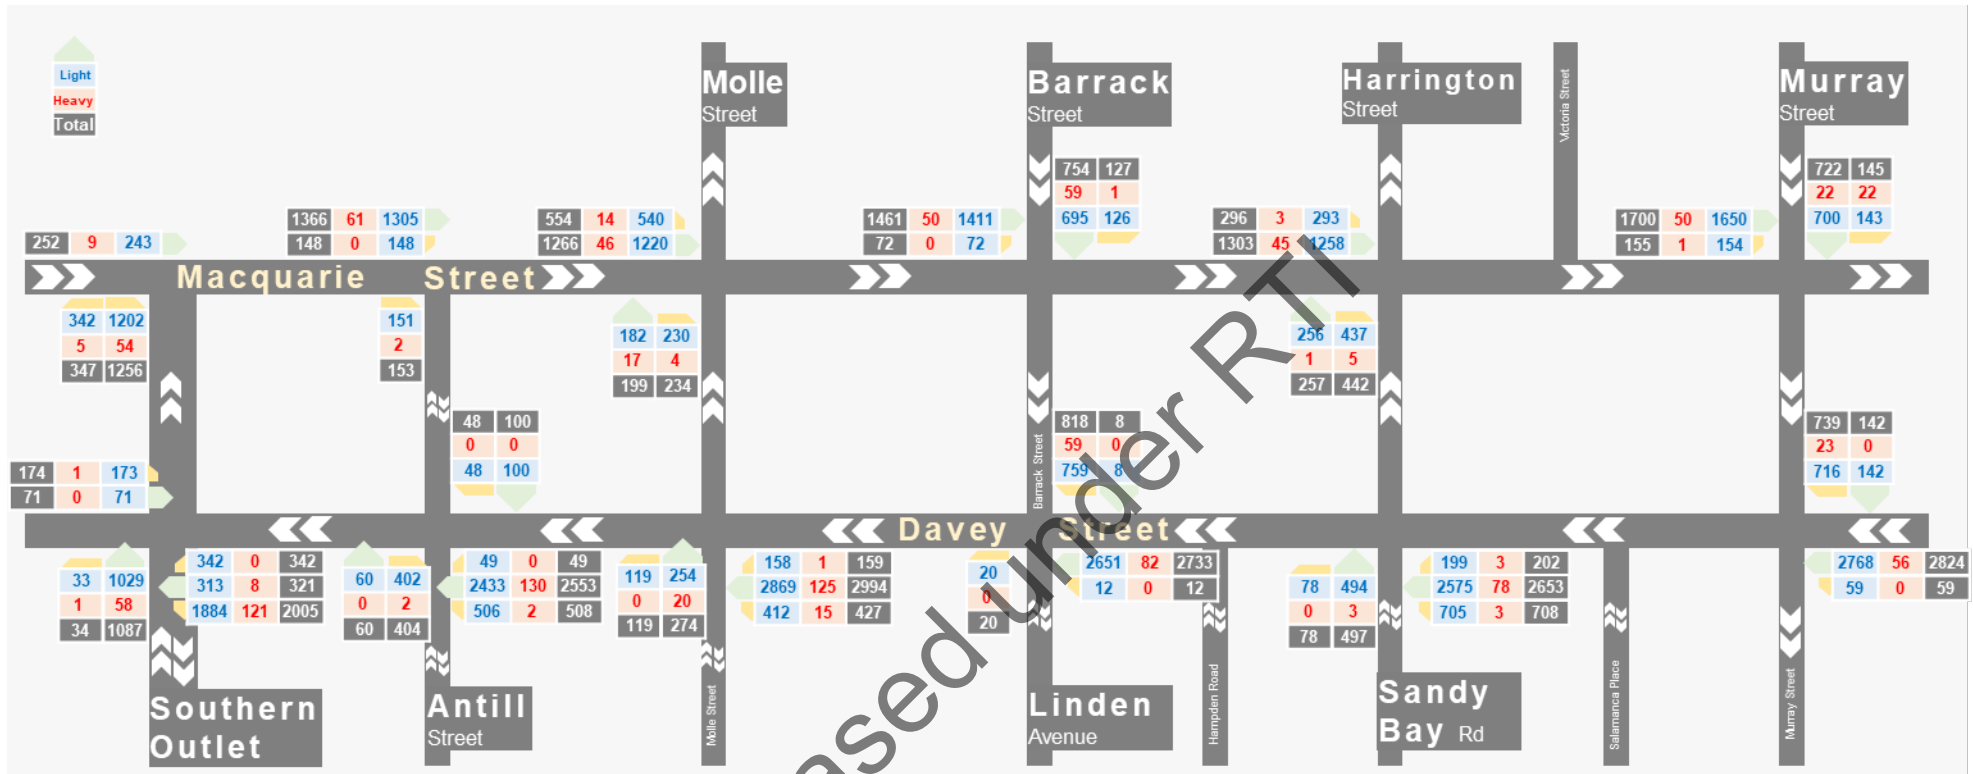 Light
Heavy
Total
Molle
Street
Barrack
Street
Harrington
Street
Victoria Street
Murray
Street
754 127
59 1
695 126
722 145
22 22
700 143
252 9 243
1366 61 1305
148 0 148
554 14 540
1266 46 1220
1461 50 1411
72 0 72
296 3 293
1303 45 1258
1700 50 1650
155 1 154
Macquarie Street
342 1202
5 54
347 1256
151
2
153
182 230
17 4
199 234
256 437
1 5
257 442
48 100
0 0
48 100
818 8
59 0
759 8
739 142
23 0
716 142
174 1 173
71 0 71
Barrack Street
Davey Street
33 1029
1 58
34 1087
342 0 342
313 8 321
1884 121 2005
60 402
0 2
60 404
49 0 49
2433 130 2553
506 2 508
119 254
0 20
119 274
158 1 159
2869 125 2994
412 15 427
20
0
20
2651 82 2733
12 0 12
78 494
0 3
78 497
199 3 202
2575 78 2653
705 3 708
2768 56 2824
59 0 59
Southern
Outlet
Antill
Street
Molle Street
Linden
Avenue
Hampden Road
Sandy
Bay Rd
Salamanca Place
Murray Street
ased under RTI